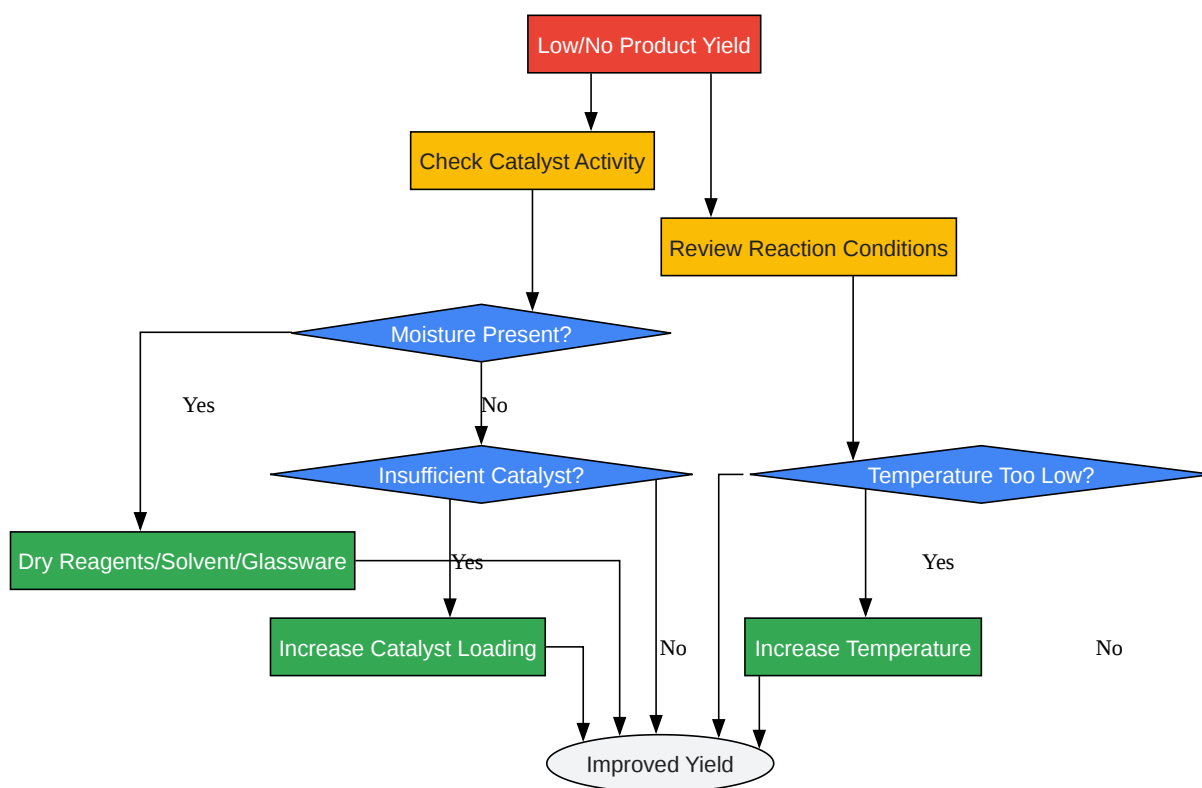 Low/No Product Yield
Check Catalyst Activity
Review Reaction Conditions
Moisture Present?
Yes
No
Insufficient Catalyst?
Temperature Too Low?
Dry Reagents/Solvent/Glassware
Yes
Yes
Increase Catalyst Loading
No
Increase Temperature
No
Improved Yield